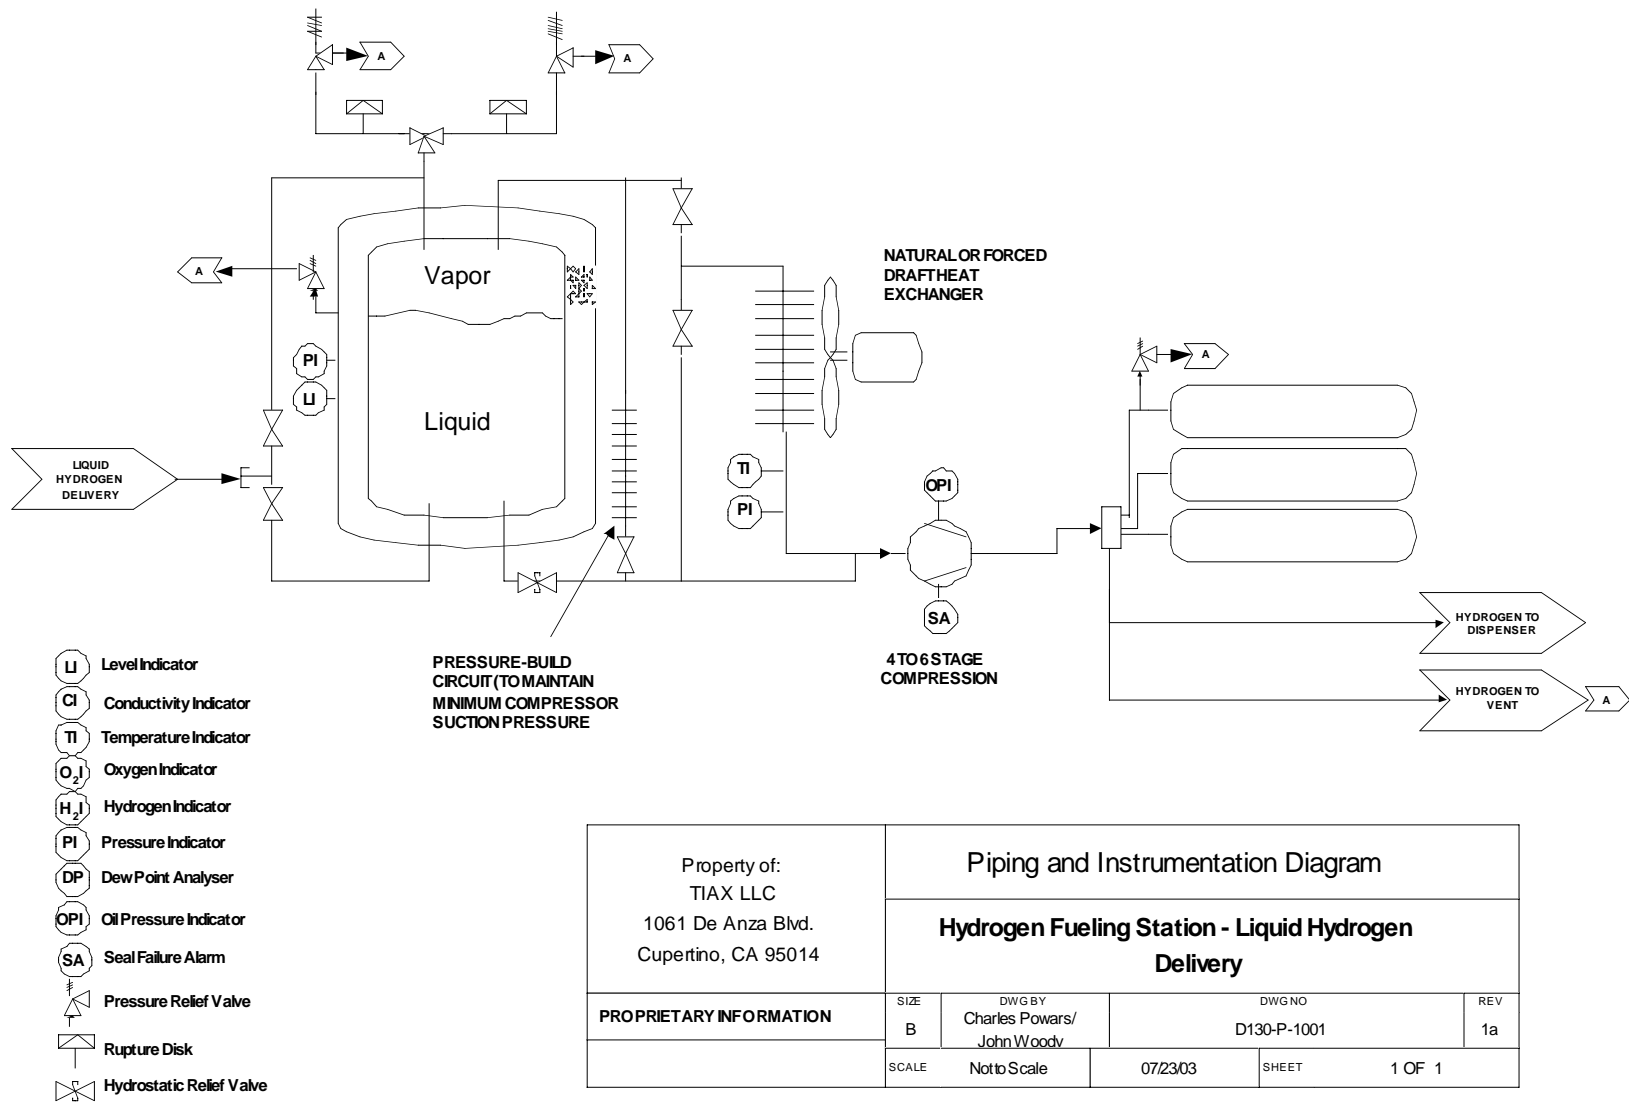 A
A
Vapor
A
NATURAL OR FORCED
DRAFT HEAT
EXCHANGER
PI
LI
Liquid
A
LIQUID
HYDROGEN
DELIVERY
TI
PI
OPI
SA
4 TO 6 STAGE
COMPRESSION
HYDROGEN TO
DISPENSER
HYDROGEN TO
VENT
A
PRESSURE-BUILD
CIRCUIT (TO MAINTAIN
MINIMUM COMPRESSOR
SUCTION PRESSURE
LI Level Indicator
CI Conductivity Indicator
TI Temperature Indicator
O2I Oxygen Indicator
H2I Hydrogen Indicator
PI Pressure Indicator
DP Dew Point Analyser
OPI Oil Pressure Indicator
SA Seal Failure Alarm
Pressure Relief Valve
Rupture Disk
Hydrostatic Relief Valve
Property of:
TIAX LLC
1061 De Anza Blvd.
Cupertino, CA 95014
PROPRIETARY INFORMATION
Piping and Instrumentation Diagram
Hydrogen Fueling Station - Liquid Hydrogen
Delivery
SIZE
B
DWG BY
Charles Powars/
John Woody
DWG NO
D130-P-1001
REV
1a
SCALE Not to Scale
07/23/03
SHEET 1 OF 1